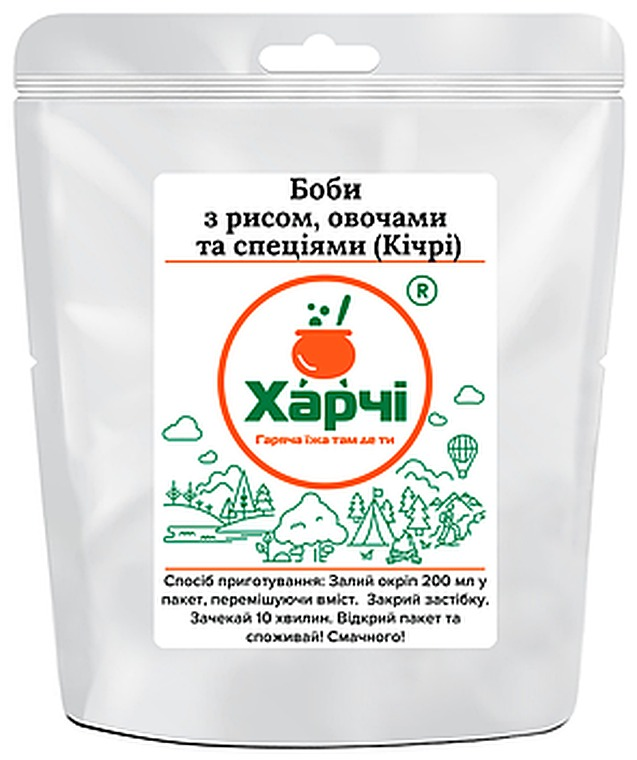 Боби
з рисом, овочами
та спеціями (Кічрі)
®
Харчі
Гаряча їжа там де ти
Спосіб приготування: Залий окріп 200 мл у
пакет, перемішуючи вміст. Закрий застібку.
Зачекай 10 хвилин. Відкрий пакет та
споживай! Смачного!